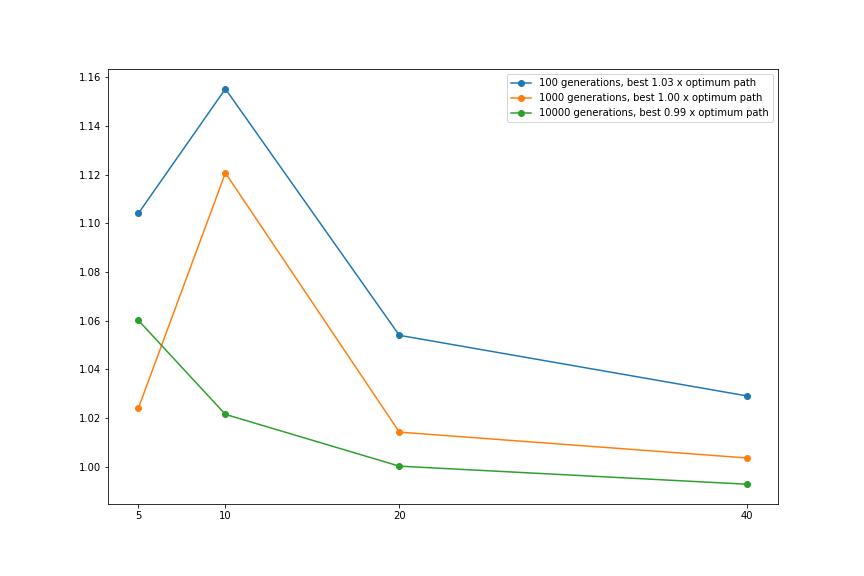 100 generations, best 1.03 x optimum path
1000 generations, best 1.00 x optimum path
10000 generations, best 0.99 x optimum path
1.16
1.14
1.12
1.10
1.08
1.06
1.04
1.02
1.00
5 10 20 40